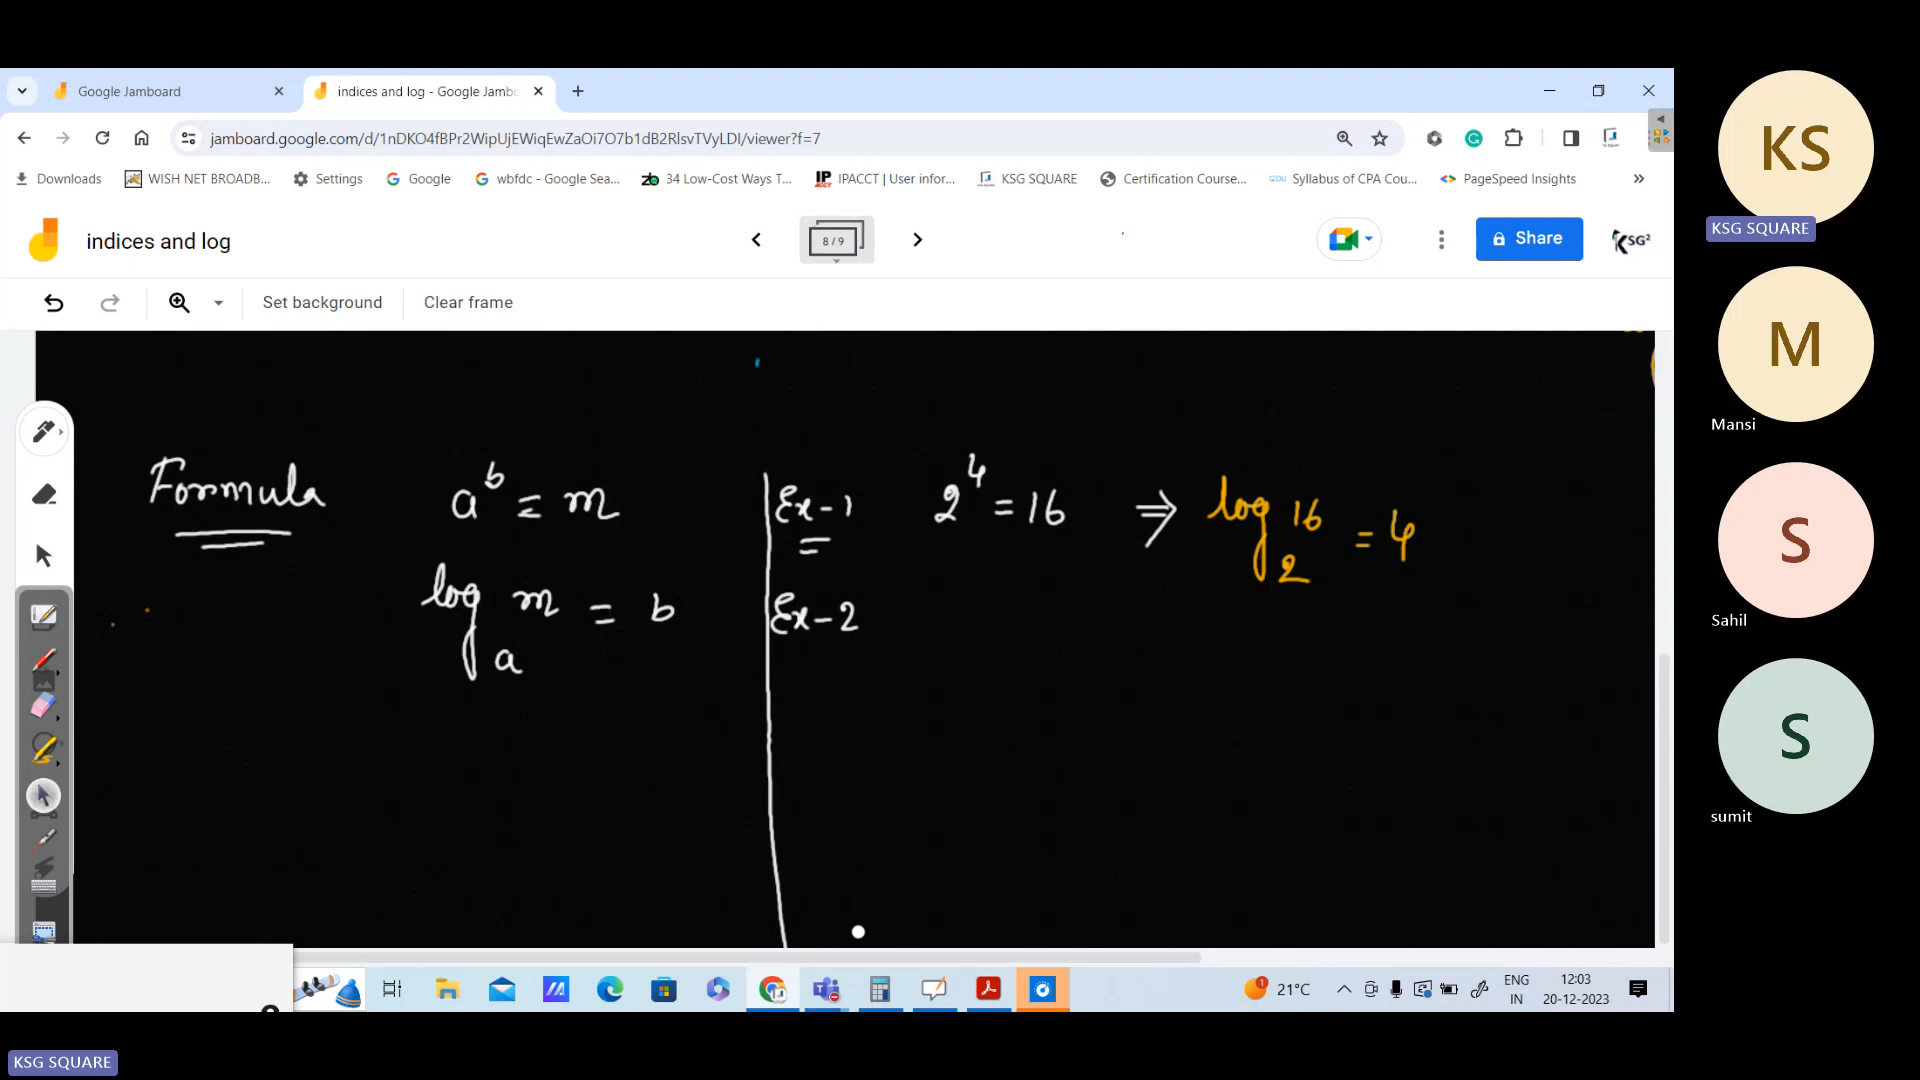 Google Jamboard
indices and log - Google Jambo
jamboard.google.com/d/1nDKO4fBPr2WipUjEWiqEwZaOi7O7b1dB2RlsvTVyLDI/viewer?f=7
Downloads WISH NET BROADB... Settings Google wbfdc - Google Sea... 34 Low-Cost Ways T... IPACCT | User infor... KSG SQUARE Certification Course... Syllabus of CPA Cou... PageSpeed Insights »
indices and log 8 / 9 Share KSG²
Set background Clear frame
Formula a^b = m Ex-1 2^4 = 16 ⇒ log_2 16 = 4
log_a m = b Ex-2
21°C ENG IN 12:03 20-12-2023
KS
KSG SQUARE
M
Mansi
S
Sahil
S
sumit
KSG SQUARE